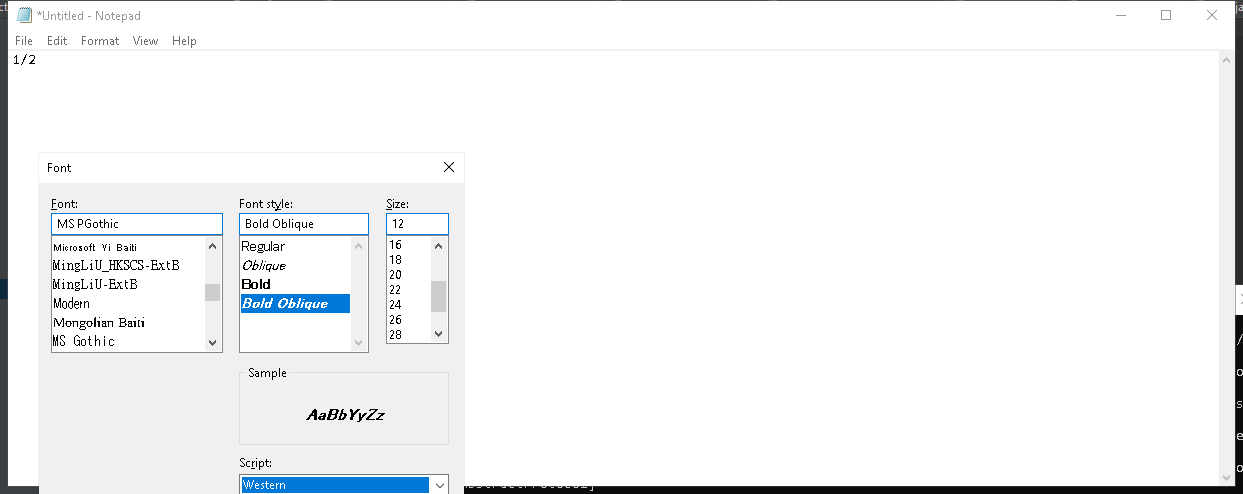 *Untitled - Notepad
File Edit Format View Help
1/2
Font
Font: Font style: Size:
MS PGothic Bold Oblique 12
Microsoft Yi Baiti Regular 16
MingLiU_HKSCS-ExtB Oblique 18
MingLiU-ExtB Bold 20
Modern Bold Oblique 22
Mongolian Baiti 24
MS Gothic 26
28
Sample
AaBbYyZz
Script:
Western